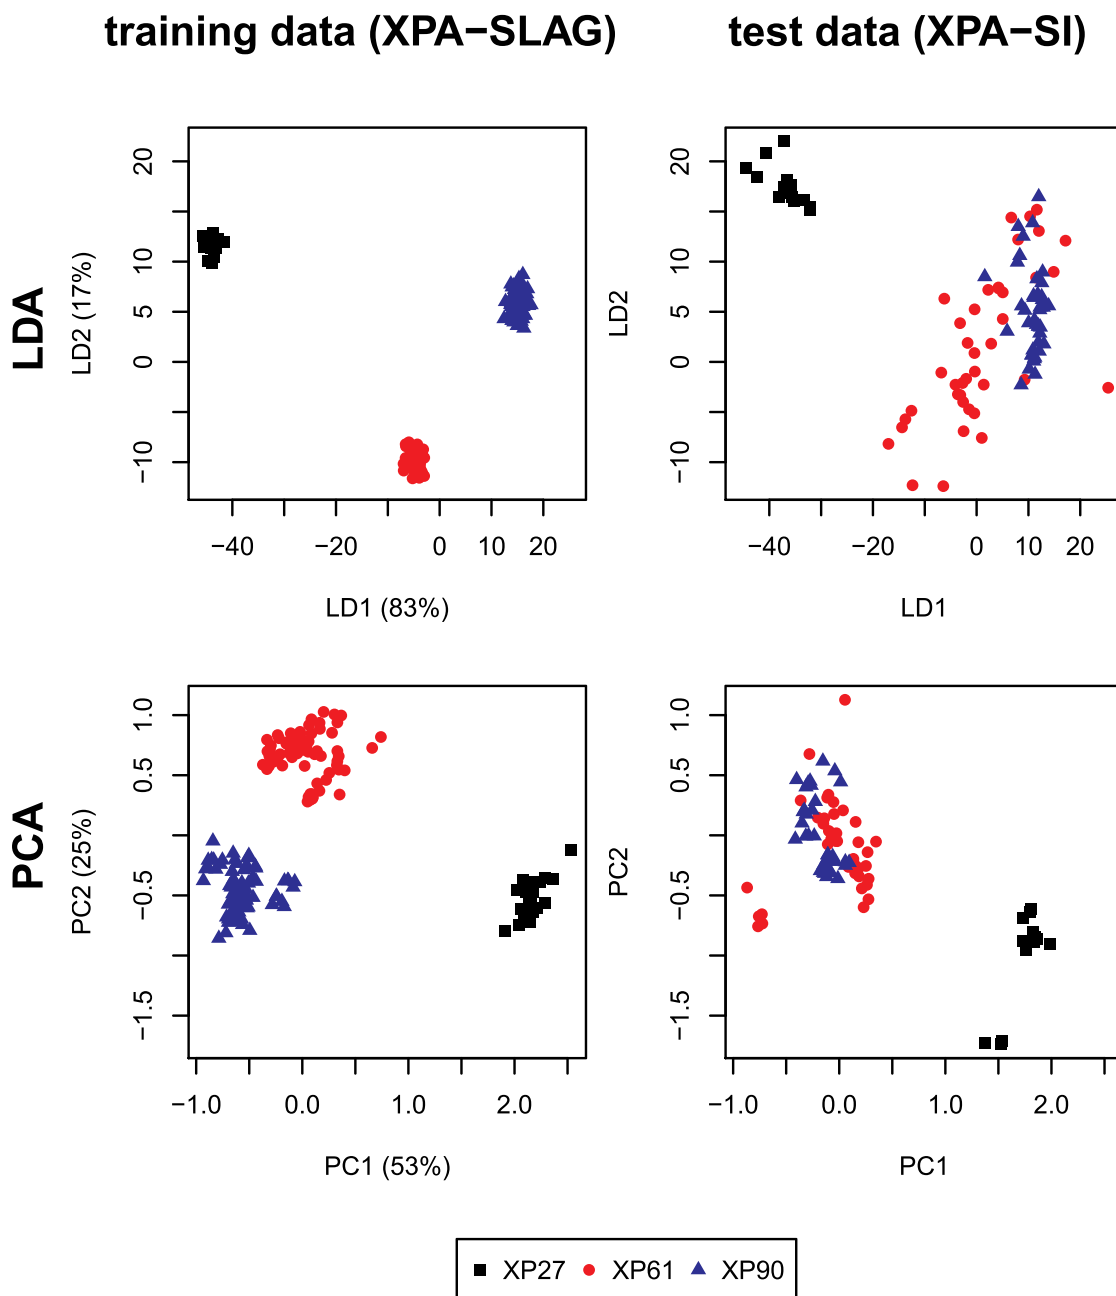 training data (XPA−SLAG)
test data (XPA−SI)
LDA
LD2 (17%)
20
10
5
0
−10
−40
−20
0
10
20
LD1 (83%)
LD2
20
10
5
0
−10
−40
−20
0
10
20
LD1
PCA
PC2 (25%)
1.0
0.5
−0.5
−1.5
−1.0
0.0
1.0
2.0
PC1 (53%)
PC2
1.0
0.5
−0.5
−1.5
−1.0
0.0
1.0
2.0
PC1
XP27 XP61 XP90